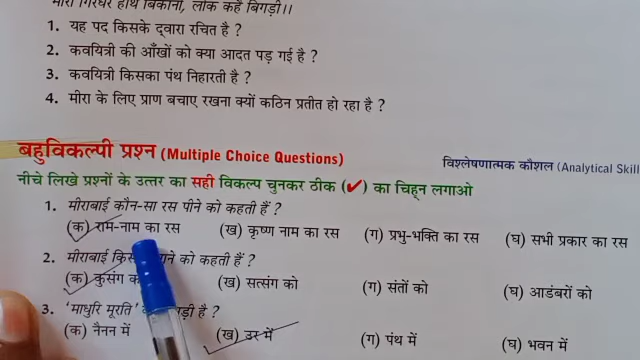 मीरा गिरधर हाथ बिकानी, लोक कहै बिगड़ी।।
1. यह पद किसके द्वारा रचित है ?
2. कवयित्री की आँखों को क्या आदत पड़ गई है ?
3. कवयित्री किसका पंथ निहारती है ?
4. मीरा के लिए प्राण बचाए रखना क्यों कठिन प्रतीत हो रहा है ?
बहुविकल्पी प्रश्न (Multiple Choice Questions)
विश्लेषणात्मक कौशल (Analytical Skill
नीचे लिखे प्रश्नों के उत्तर का सही विकल्प चुनकर ठीक (✔) का चिह्न लगाओ
1. मीराबाई कौन-सा रस पीने को कहती हैं ?
(क) राम-नाम का रस (ख) कृष्ण नाम का रस (ग) प्रभु-भक्ति का रस (घ) सभी प्रकार का रस
2. मीराबाई को कहती हैं ?
(क) कुसंग (ख) सत्संग को (ग) संतों को (घ) आडंबरों को
3. 'माधुरि मूरति' है ?
(क) नैनन में (ख) उर में (ग) पंथ में (घ) भवन में